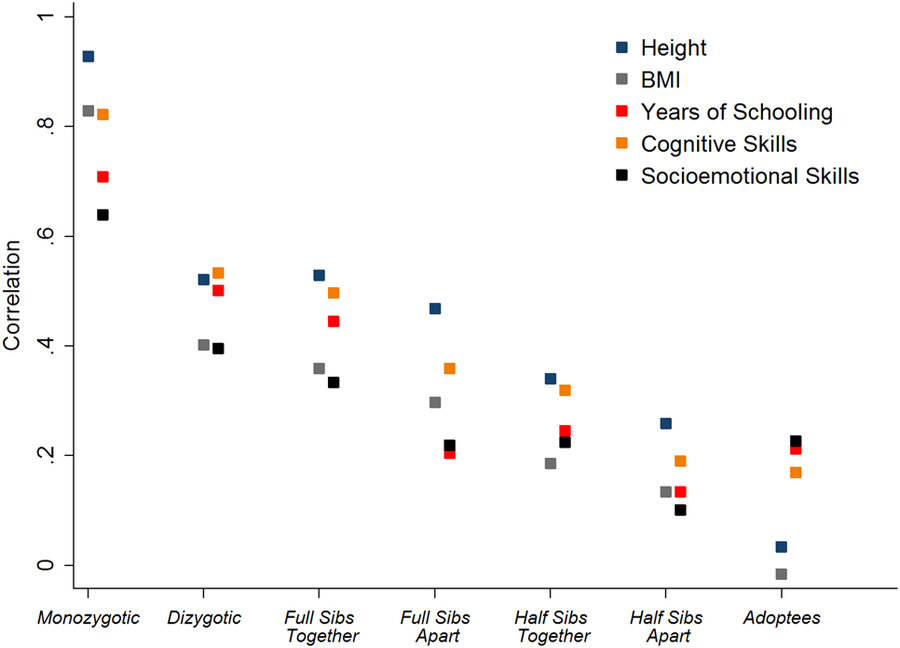 Height
BMI
Years of Schooling
Cognitive Skills
Socioemotional Skills
Correlation
1
.8
.6
.4
.2
0
Monozygotic
Dizygotic
Full Sibs
Together
Full Sibs
Apart
Half Sibs
Together
Half Sibs
Apart
Adoptees